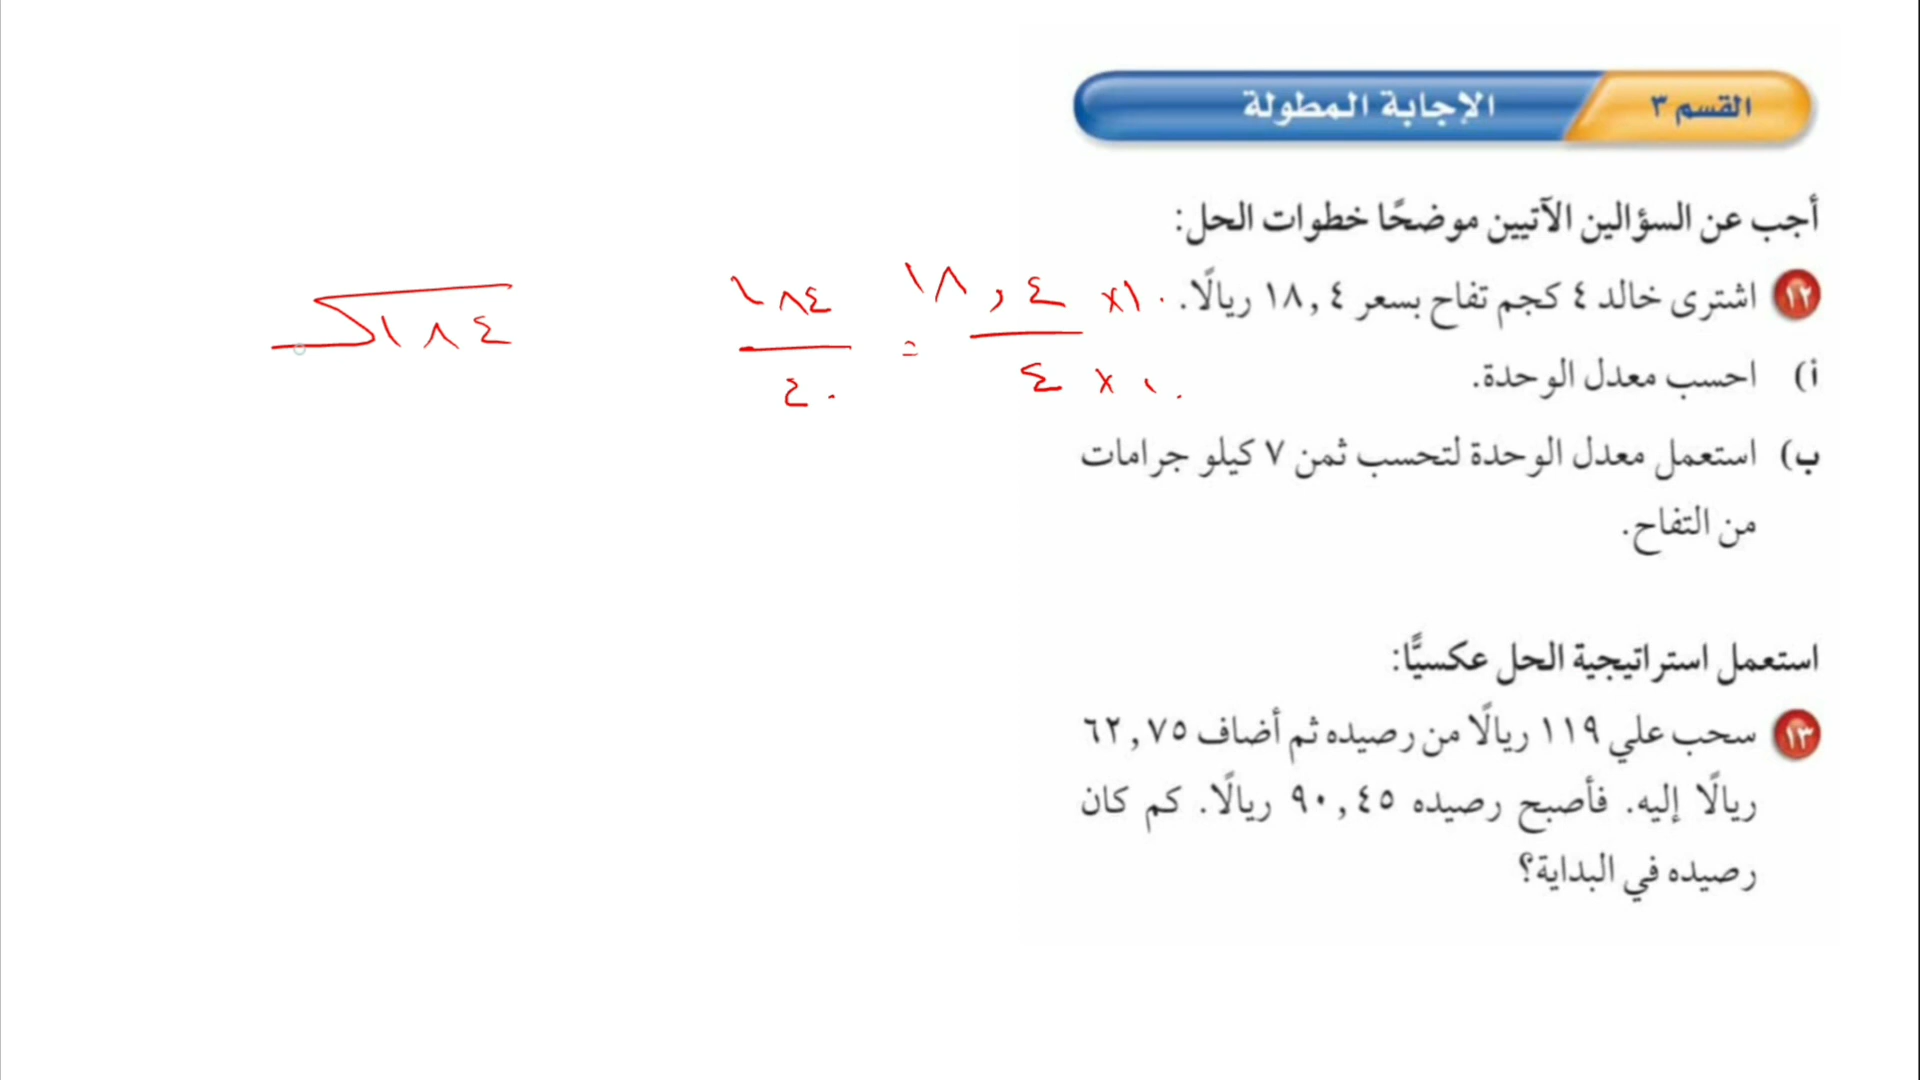 القسم ٣ الإجابة المطولة
أجب عن السؤالين الآتيين موضحًا خطوات الحل:
١٢ اشترى خالد ٤ كجم تفاح بسعر ١٨,٤ ريالًا.
أ) احسب معدل الوحدة.
ب) استعمل معدل الوحدة لتحسب ثمن ٧ كيلو جرامات
من التفاح.
استعمل استراتيجية الحل عكسيًّا:
١٣ سحب علي ١١٩ ريالًا من رصيده ثم أضاف ٦٢,٧٥
ريالًا إليه. فأصبح رصيده ٩٠,٤٥ ريالًا. كم كان
رصيده في البداية؟
١٨٤ = ١٨,٤ ×١٠
٤٠ ٤ × ١٠
١٨٤